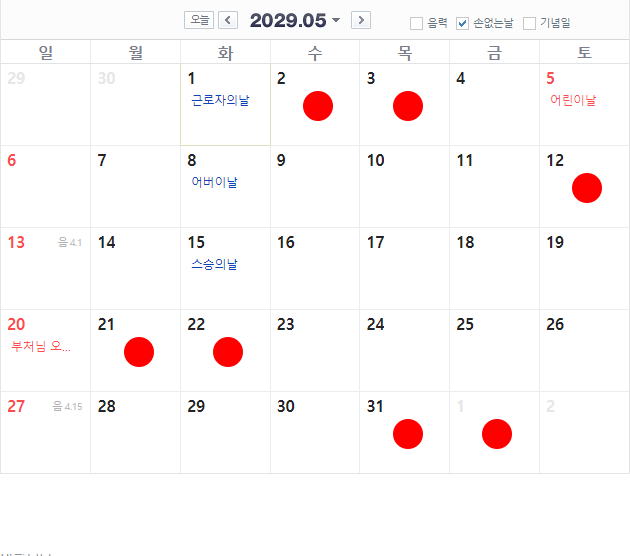 오늘 2029.05 음력 손없는날 기념일
일 월 화 수 목 금 토
29 30 1 2 3 4 5
근로자의날 어린이날
6 7 8 9 10 11 12
어버이날
13 음 4.1 14 15 16 17 18 19
스승의날
20 21 22 23 24 25 26
부처님 오...
27 음 4.15 28 29 30 31 1 2